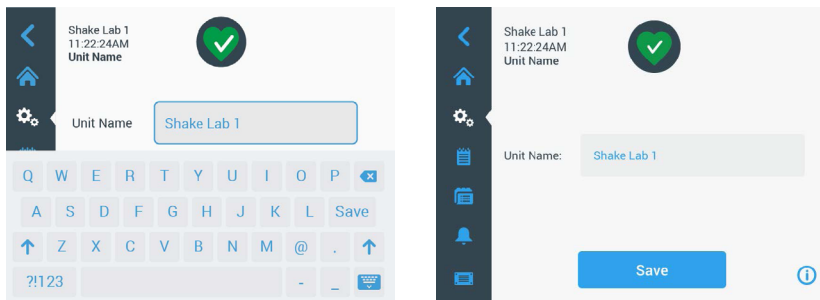 Shake Lab 1
11:22:24AM
Unit Name
Unit Name
Shake Lab 1
Q W E R T Y U I O P
A S D F G H J K L Save
Z X C V B N M @ .
?!123 - _
Shake Lab 1
11:22:24AM
Unit Name
Unit Name:
Shake Lab 1
Save